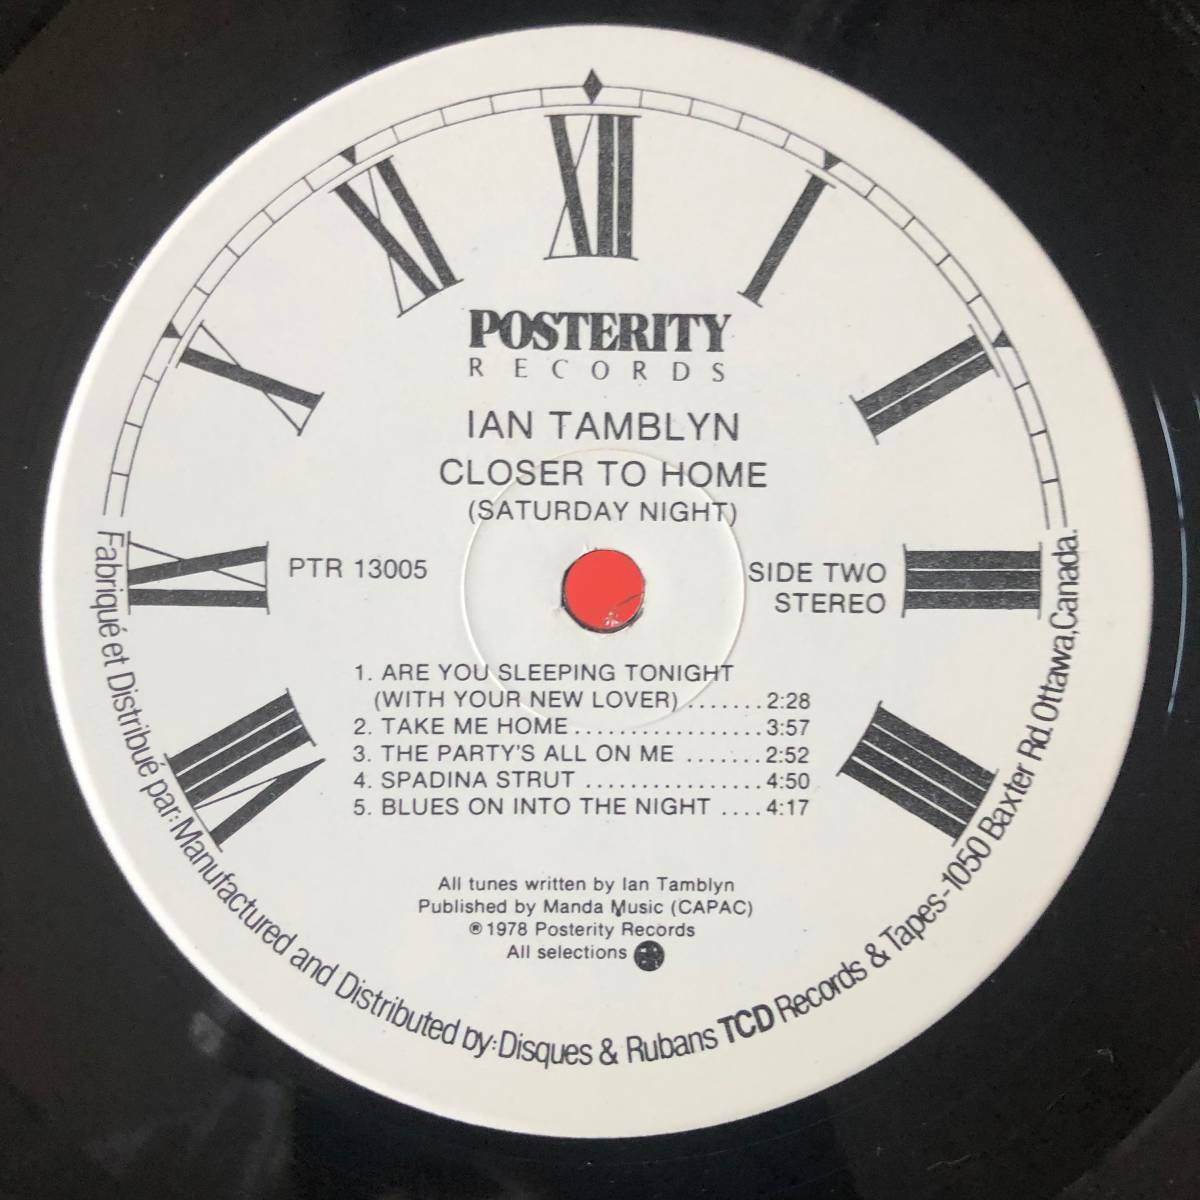 XII
XI
I
X
II
POSTERITY
RECORDS
IAN TAMBLYN
CLOSER TO HOME
(SATURDAY NIGHT)
IX
PTR 13005
SIDE TWO
STEREO
III
1. ARE YOU SLEEPING TONIGHT
(WITH YOUR NEW LOVER) ....... 2:28
2. TAKE ME HOME ................. 3:57
3. THE PARTY'S ALL ON ME ....... 2:52
4. SPADINA STRUT ................ 4:50
5. BLUES ON INTO THE NIGHT .... 4:17
VIII
IIII
All tunes written by Ian Tamblyn
Published by Manda Music (CAPAC)
℗ 1978 Posterity Records
All selections
Fabriqué et Distribué par: Manufactured and Distributed by: Disques & Rubans TCD Records & Tapes-1050 Baxter Rd. Ottawa, Canada.